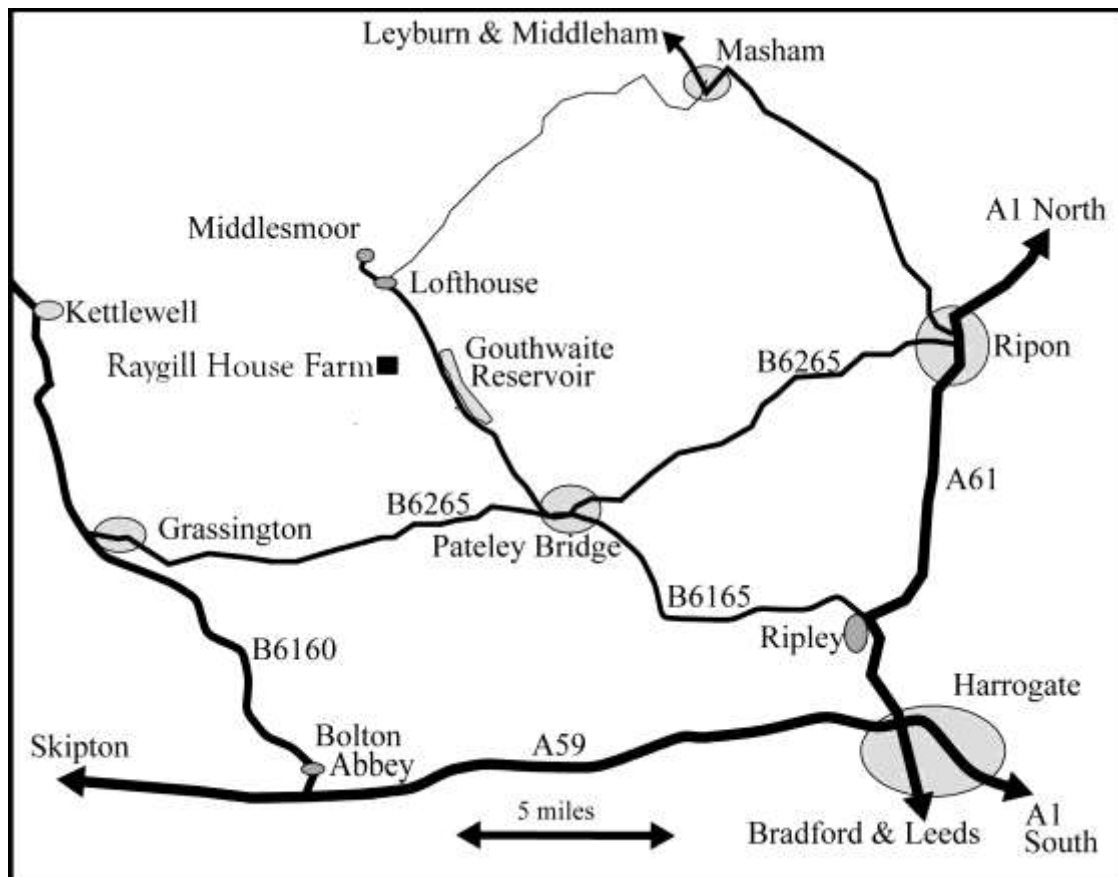 Leyburn & Middleham
Masham
A1 North
Middlesmoor
Lofthouse
Kettlewell
Gouthwaite
Reservoir
Raygill House Farm
B6265
Ripon
A61
B6265
Grassington
Pateley Bridge
B6165
Ripley
B6160
Harrogate
Skipton
Bolton
Abbey
A59
5 miles
Bradford & Leeds
A1
South